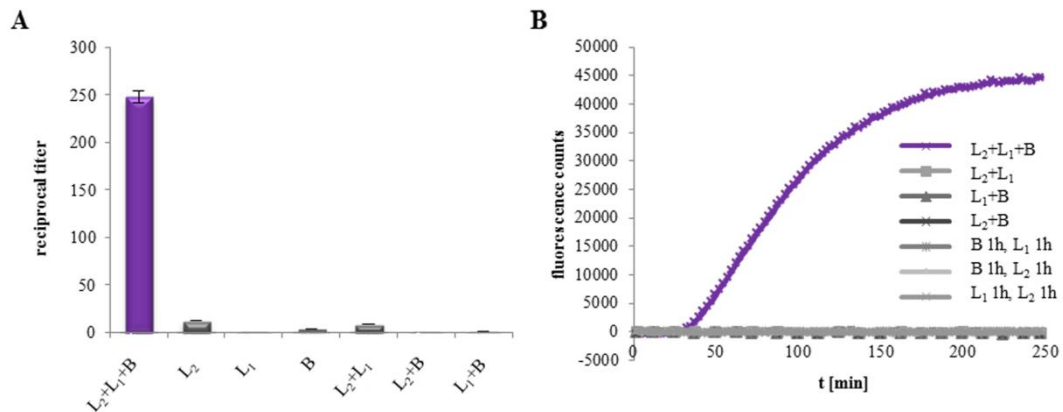 A
300
250
200
150
100
50
0
reciprocal titer
L₂+L₁+B
L₂
L₁
B
L₂+L₁
L₂+B
L₁+B
B
50000
45000
40000
35000
30000
25000
20000
15000
10000
5000
0
-5000
fluorescence counts
0 50 100 150 200 250
t [min]
L₂+L₁+B
L₂+L₁
L₁+B
L₂+B
B 1h, L₁ 1h
B 1h, L₂ 1h
L₁ 1h, L₂ 1h